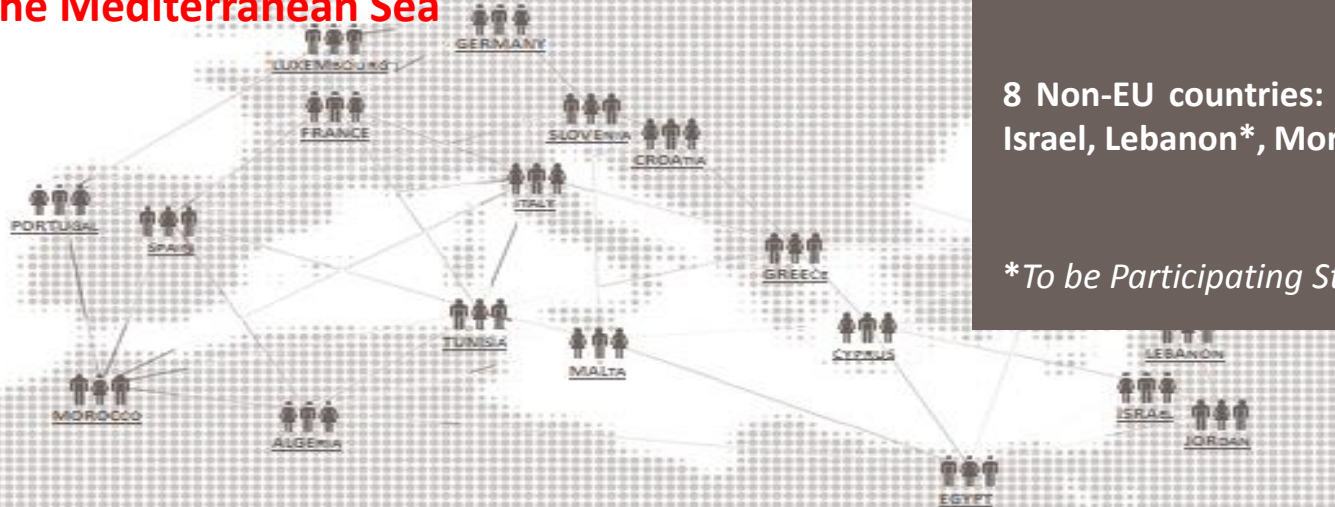 he Mediterranean Sea
GERMANY
LUXEMBOURG
8 Non-EU countries:
Israel, Lebanon*, Mor
FRANCE
SLOVENIA
CROATIA
ITALY
PORTUGAL
SPAIN
GREECE
*To be Participating St
TUNISIA
MALTA
CYPRUS
LEBANON
MOROCCO
ALGERIA
ISRAEL
JORDAN
EGYPT